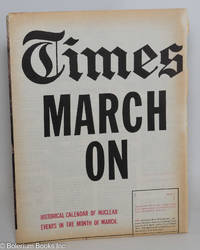 Times
MARCH
ON
HISTORICAL CALENDAR OF NUCLEAR
EVENTS IN THE MONTH OF MARCH.
© Bolerium Books Inc.